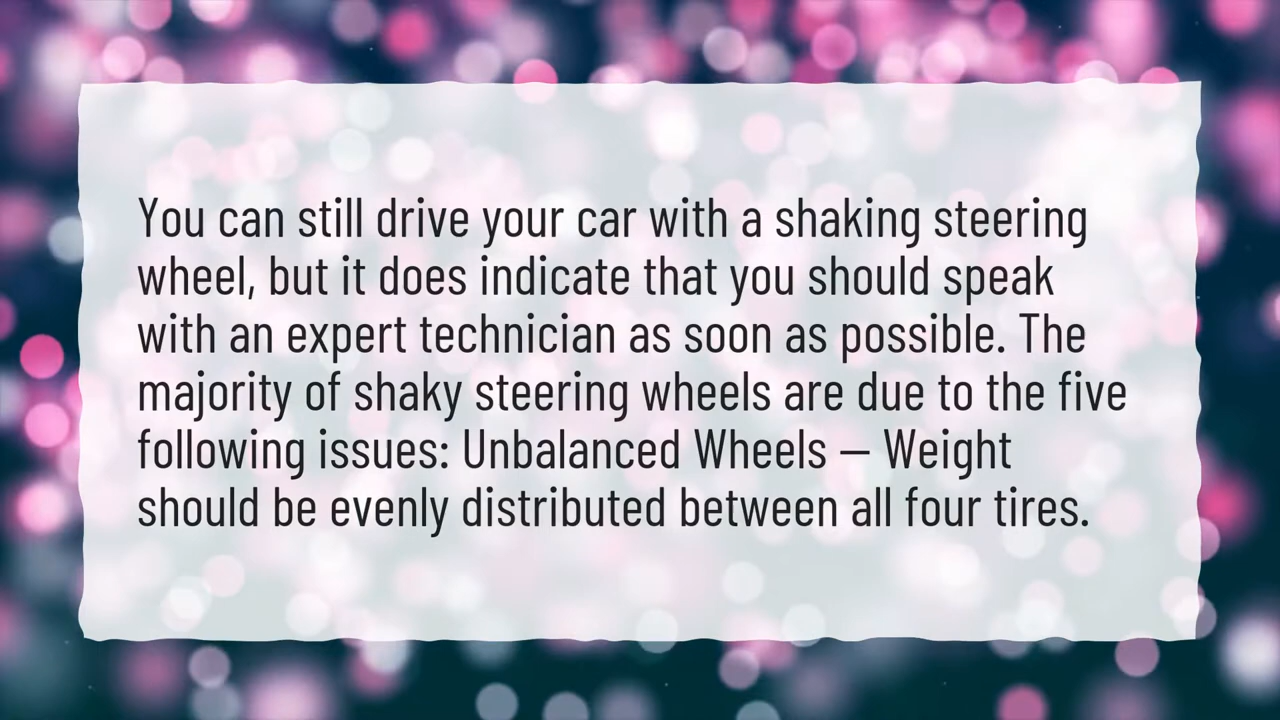 You can still drive your car with a shaking steering
wheel, but it does indicate that you should speak
with an expert technician as soon as possible. The
majority of shaky steering wheels are due to the five
following issues: Unbalanced Wheels – Weight
should be evenly distributed between all four tires.